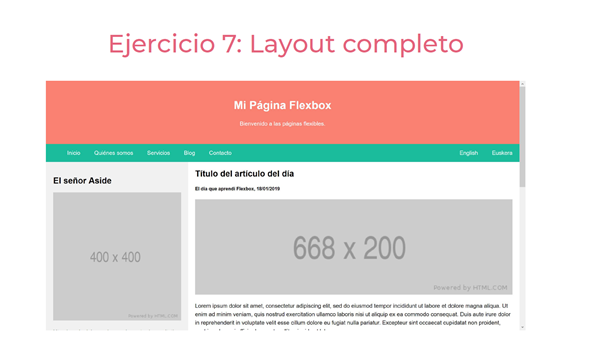 Ejercicio 7: Layout completo
Mi Página Flexbox
Bienvenido a las páginas flexibles.
Inicio Quiénes somos Servicios Blog Contacto English Euskera
El señor Aside
400 x 400
Powered by HTML.COM
Título del artículo del día
El día que aprendí Flexbox, 18/01/2019
668 x 200
Powered by HTML.COM
Lorem ipsum dolor sit amet, consectetur adipiscing elit, sed do eiusmod tempor incididunt ut labore et dolore magna aliqua. Ut
enim ad minim veniam, quis nostrud exercitation ullamco laboris nisi ut aliquip ex ea commodo consequat. Duis aute irure dolor
in reprehenderit in voluptate velit esse cillum dolore eu fugiat nulla pariatur. Excepteur sint occaecat cupidatat non proident,